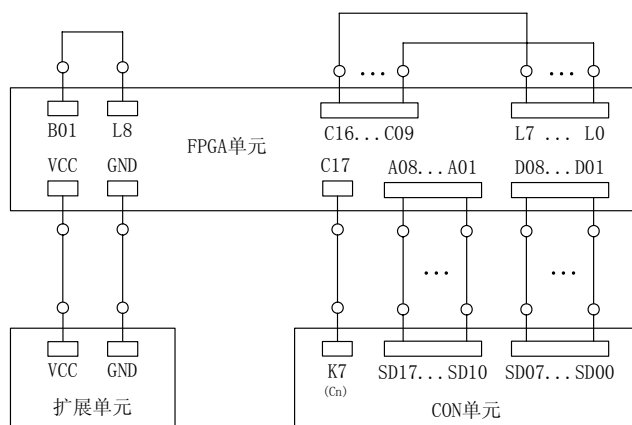 B01 L8 C16...C09 L7 ... L0
FPGA单元
VCC GND C17 A08...A01 D08...D01
... ...
... ...
VCC GND K7 SD17...SD10 SD07...SD00
(Cn)
扩展单元 CON单元